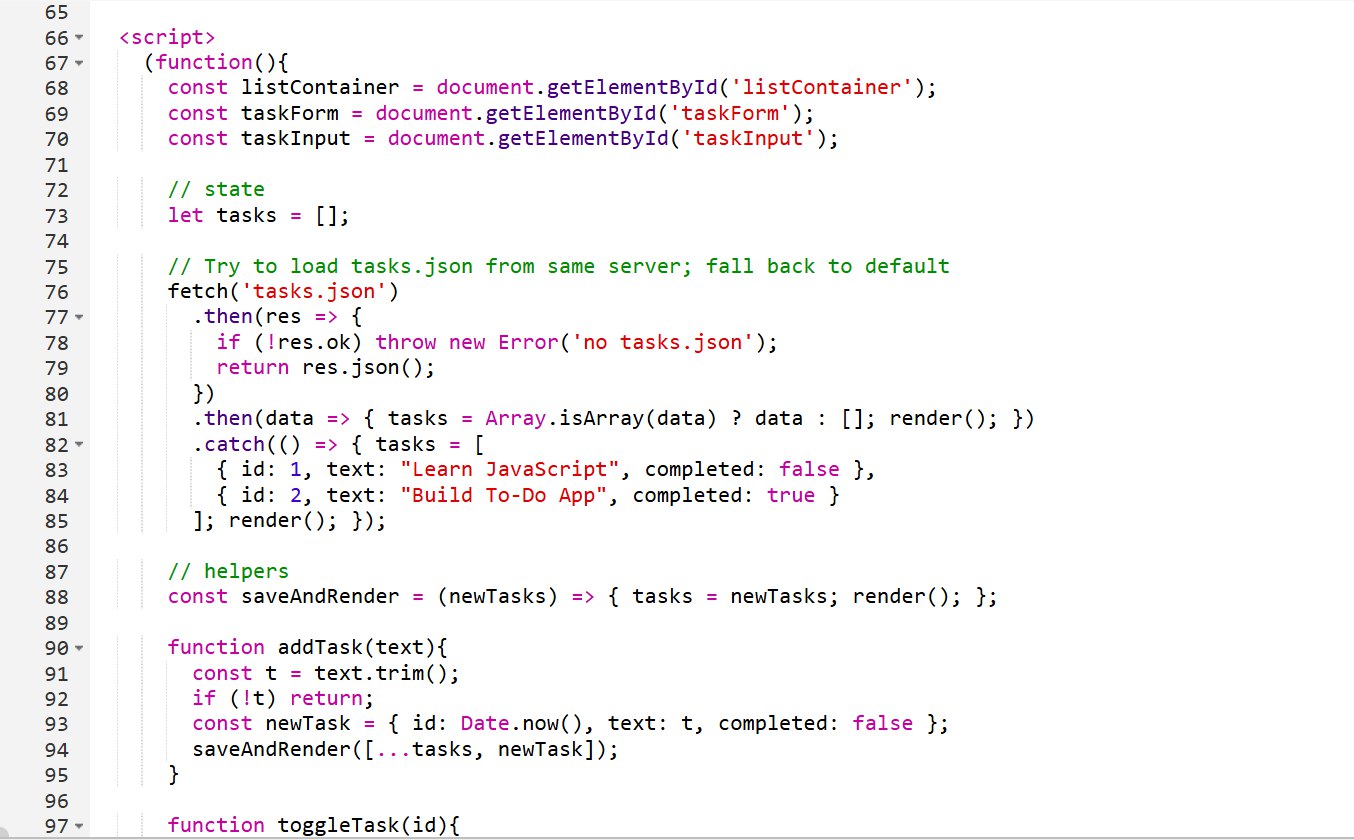 65
66 <script>
67 (function(){
68 const listContainer = document.getElementById('listContainer');
69 const taskForm = document.getElementById('taskForm');
70 const taskInput = document.getElementById('taskInput');
71
72 // state
73 let tasks = [];
74
75 // Try to load tasks.json from same server; fall back to default
76 fetch('tasks.json')
77 .then(res => {
78 if (!res.ok) throw new Error('no tasks.json');
79 return res.json();
80 })
81 .then(data => { tasks = Array.isArray(data) ? data : []; render(); })
82 .catch(() => { tasks = [
83 { id: 1, text: "Learn JavaScript", completed: false },
84 { id: 2, text: "Build To-Do App", completed: true }
85 ]; render(); });
86
87 // helpers
88 const saveAndRender = (newTasks) => { tasks = newTasks; render(); };
89
90 function addTask(text){
91 const t = text.trim();
92 if (!t) return;
93 const newTask = { id: Date.now(), text: t, completed: false };
94 saveAndRender([...tasks, newTask]);
95 }
96
97 function toggleTask(id){